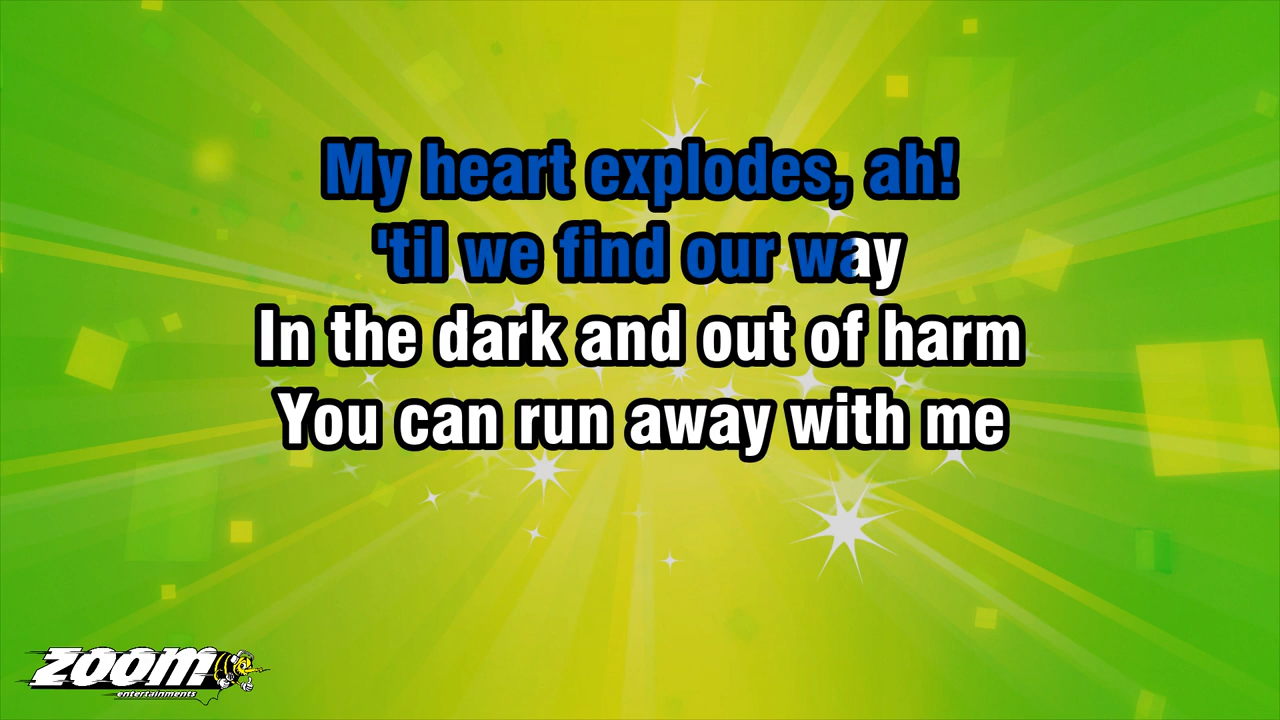 My heart explodes, ah!
'til we find our way
In the dark and out of harm
You can run away with me
ZOOM
entertainments